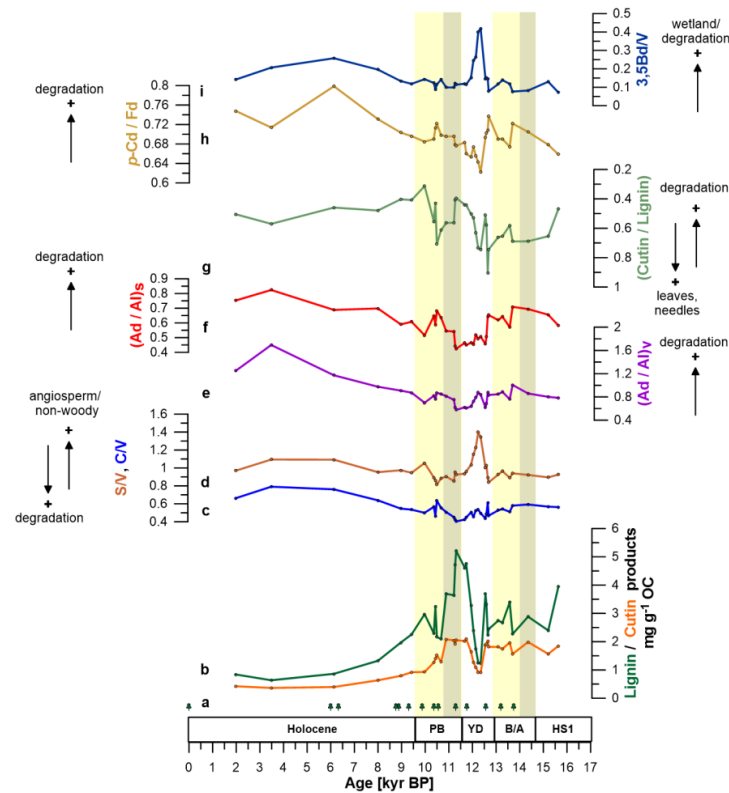 0.5
0.4
0.3
0.2
0.1
0
3,5Bd/V
wetland/
degradation
+
i
degradation
+
0.8
0.76
0.72
0.68
0.64
0.6
p-Cd / Fd
h
0.2
0.4
0.6
0.8
1
(Cutin / Lignin)
degradation
+
+
leaves,
needles
g
degradation
+
0.9
0.8
0.7
0.6
0.5
0.4
(Ad / Al)s
f
2
1.6
1.2
0.8
0.4
(Ad / Al)v
degradation
+
e
angiosperm/
non-woody
+
+
degradation
1.6
1.4
1.2
1
0.8
0.6
0.4
S/V, C/V
d
c
6
5
4
3
2
1
0
Lignin / Cutin products
mg g-1 OC
b
a
Holocene PB YD B/A HS1
0 1 2 3 4 5 6 7 8 9 10 11 12 13 14 15 16 17
Age [kyr BP]